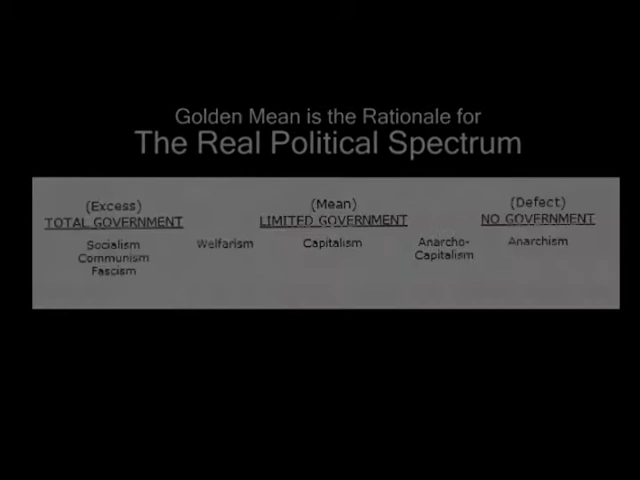 Golden Mean is the Rationale for
The Real Political Spectrum
(Excess) (Mean) (Defect)
TOTAL GOVERNMENT LIMITED GOVERNMENT NO GOVERNMENT
Socialism Welfarism Capitalism Anarcho- Anarchism
Communism Capitalism
Fascism